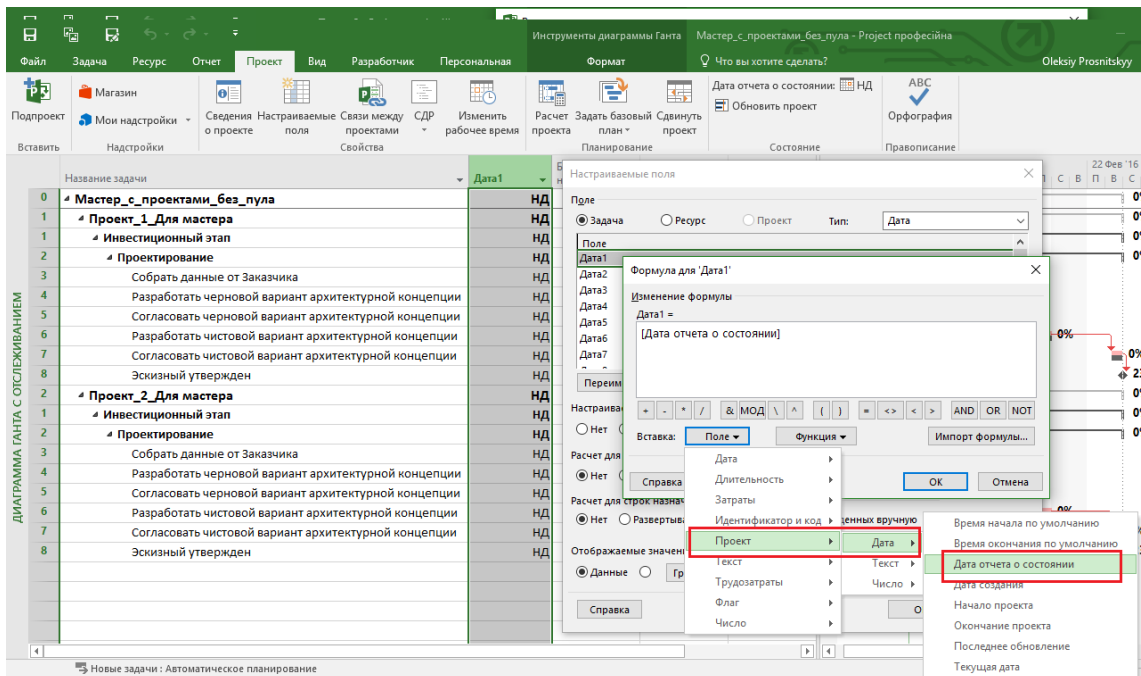 Инструменты диаграммы Ганта
Мастер_с_проектами_без_пула - Project професійна
Файл Задача Ресурс Отчет Проект Вид Разработчик Персональная Формат Что вы хотите сделать? Oleksiy Prosnitskyy
Подпроект
Вставить
Магазин
Мои надстройки
Надстройки
Сведения о проекте
Настраиваемые поля
Связи между проектами
СДР
Изменить рабочее время
Свойства
Расчет проекта
Задать базовый план
Сдвинуть проект
Планирование
Дата отчета о состоянии: НД
Обновить проект
Состояние
ABC
Орфография
Правописание
Название задачи Дата1
22 Фев '16
С В П В С
ДИАГРАММА ГАНТА С ОТСЛЕЖИВАНИЕМ
0 Мастер_с_проектами_без_пула НД
1 Проект_1_Для мастера НД
1 Инвестиционный этап НД
2 Проектирование НД
3 Собрать данные от Заказчика НД
4 Разработать черновой вариант архитектурной концепции НД
5 Согласовать черновой вариант архитектурной концепции НД
6 Разработать чистовой вариант архитектурной концепции НД
7 Согласовать чистовой вариант архитектурной концепции НД
8 Эскизный утвержден НД
2 Проект_2_Для мастера НД
1 Инвестиционный этап НД
2 Проектирование НД
3 Собрать данные от Заказчика НД
4 Разработать черновой вариант архитектурной концепции НД
5 Согласовать черновой вариант архитектурной концепции НД
6 Разработать чистовой вариант архитектурной концепции НД
7 Согласовать чистовой вариант архитектурной концепции НД
8 Эскизный утвержден НД
Настраиваемые поля
Поле
Задача Ресурс Проект Тип: Дата
Поле
Дата1
Дата2
Дата3
Дата4
Дата5
Дата6
Дата7
Формула для 'Дата1'
Изменение формулы
Дата1 =
[Дата отчета о состоянии]
+ - * / & МОД \ ^ ( ) = <> < > AND OR NOT
Вставка: Поле Функция Импорт формулы...
Справка ОК Отмена
Нет
Расчет для
Нет
Расчет для строк
Нет
Данные
Справка
Дата
Длительность
Затраты
Идентификатор и код
Проект
Текст
Трудозатраты
Флаг
Число
Дата
Текст
Число
Время начала по умолчанию
Время окончания по умолчанию
Дата отчета о состоянии
Дата создания
Начало проекта
Окончание проекта
Последнее обновление
Текущая дата
0%
Новые задачи : Автоматическое планирование